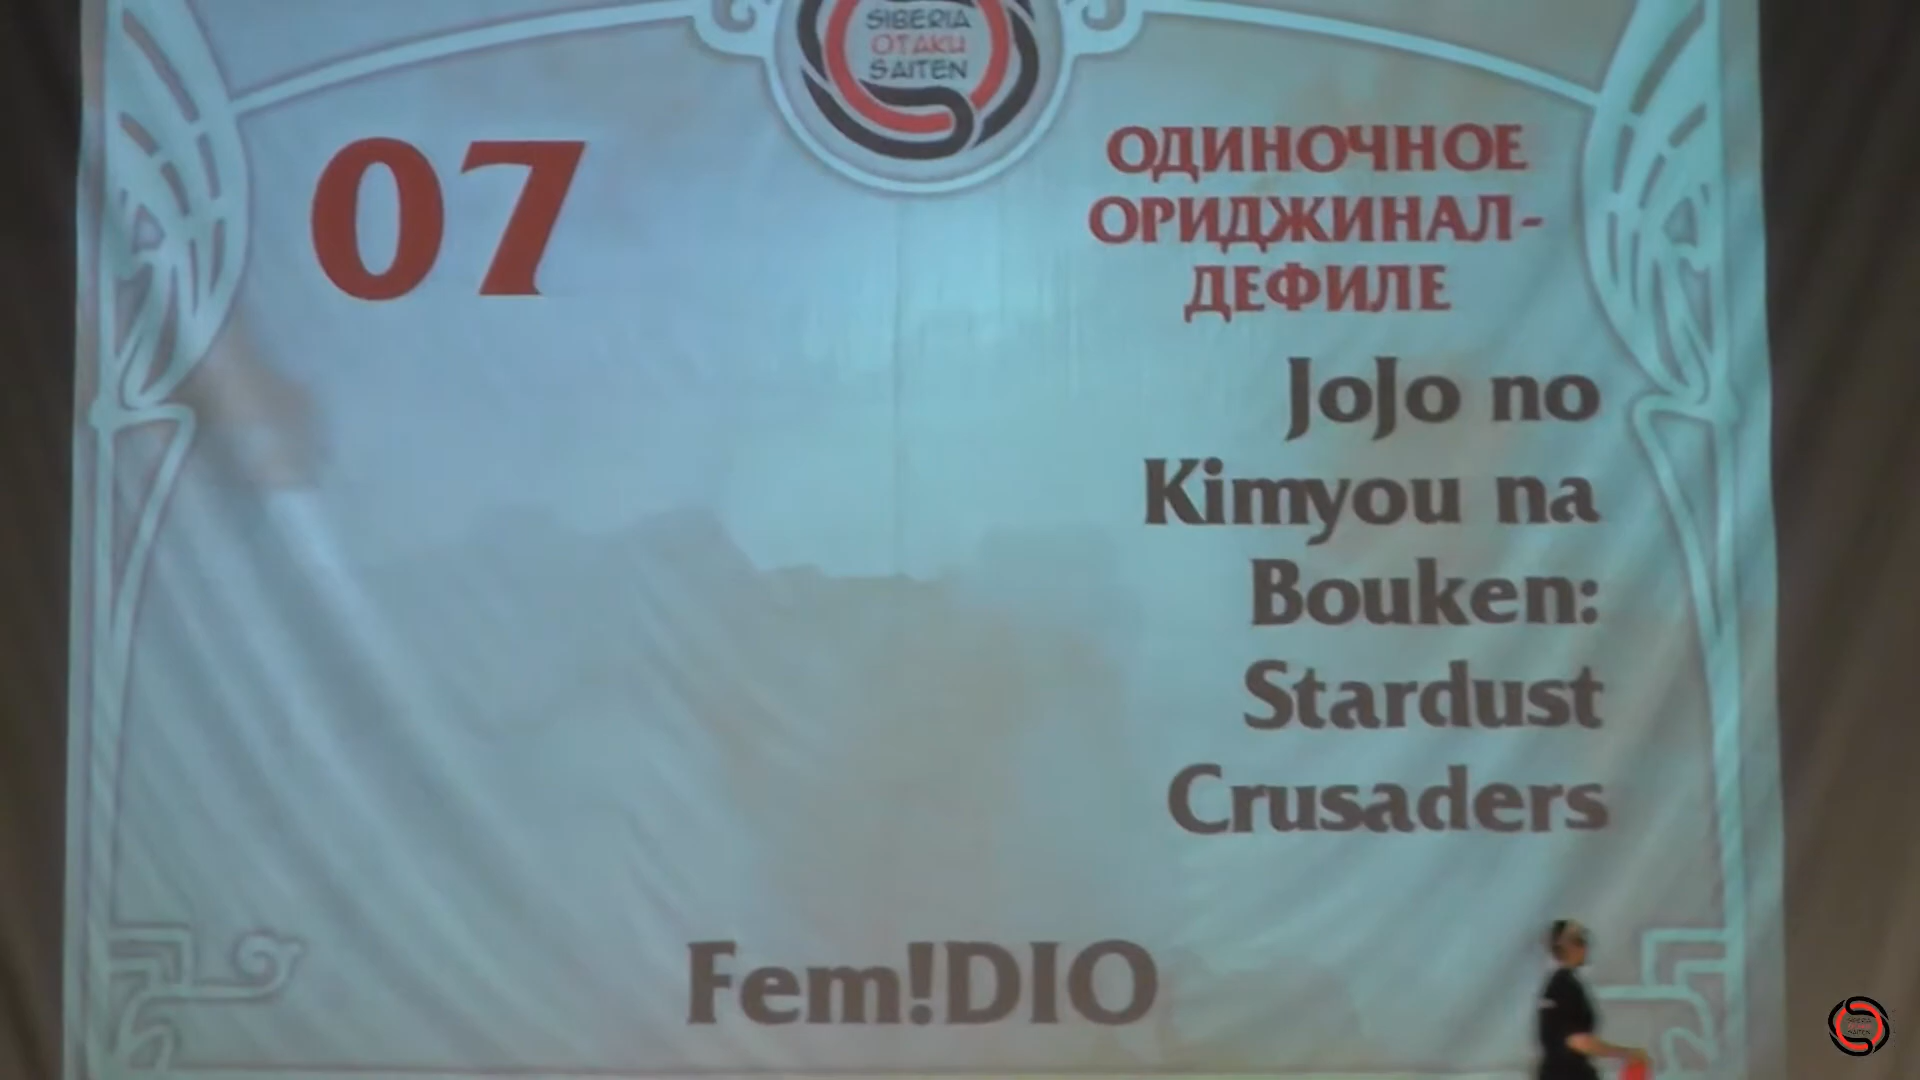 SIBERIA
OTAKU
SAITEN
07
ОДИНОЧНОЕ
ОРИДЖИНАЛ-
ДЕФИЛЕ
JoJo no
Kimyou na
Bouken:
Stardust
Crusaders
Fem!DIO